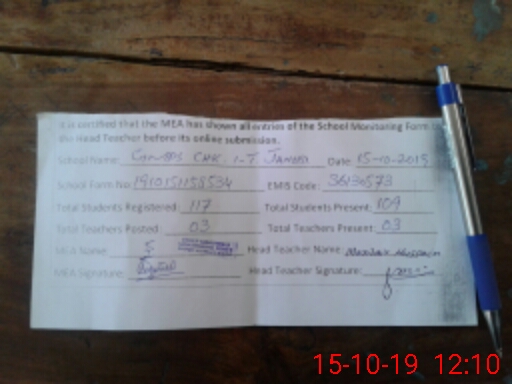 It is certified that the MEA has shown all entries of the School Monitoring Form to
the Head Teacher before its online submission.
School Name: Date 15-10-2019
School Form No 1910151158534 EMIS Code: 36130573
Total Students Registered: 117 Total Students Present: 109
Total Teachers Posted: 03 Total Teachers Present: 03
MEA Name: Head Teacher Name:
MEA Signature: Head Teacher Signature:
15-10-19 12:10